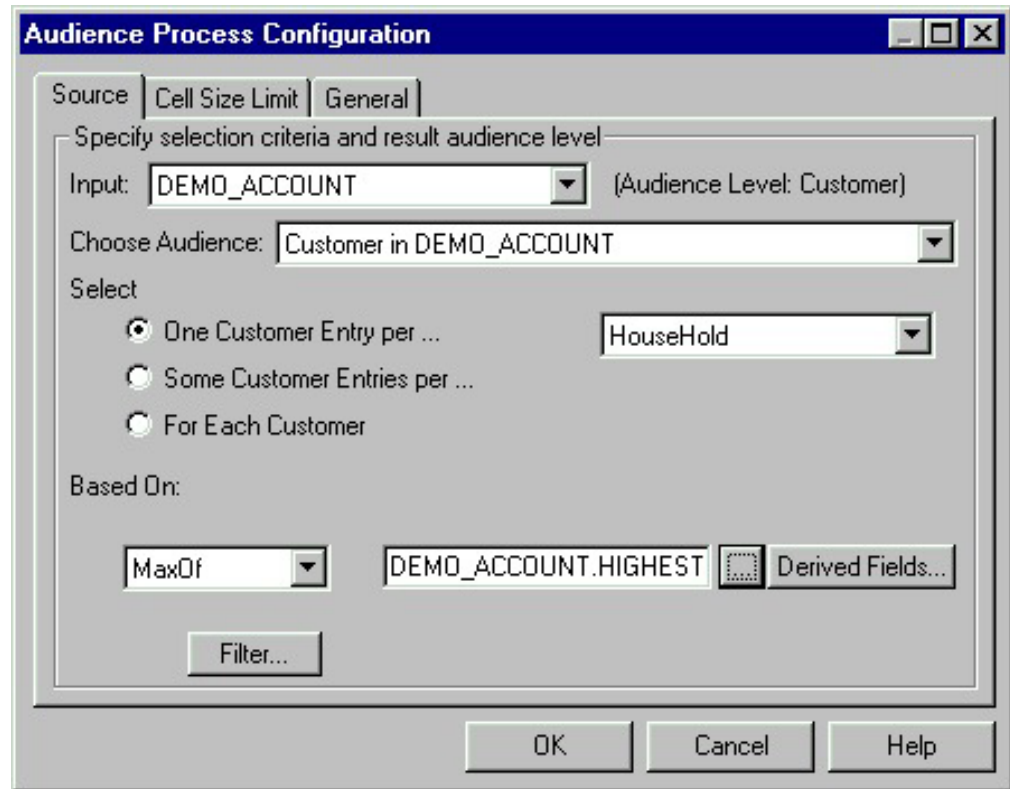 Audience Process Configuration
Source Cell Size Limit General
Specify selection criteria and result audience level
Input: DEMO_ACCOUNT (Audience Level: Customer)
Choose Audience: Customer in DEMO_ACCOUNT
Select
One Customer Entry per ... HouseHold
Some Customer Entries per ...
For Each Customer
Based On:
MaxOf DEMO_ACCOUNT.HIGHEST ... Derived Fields...
Filter...
OK Cancel Help